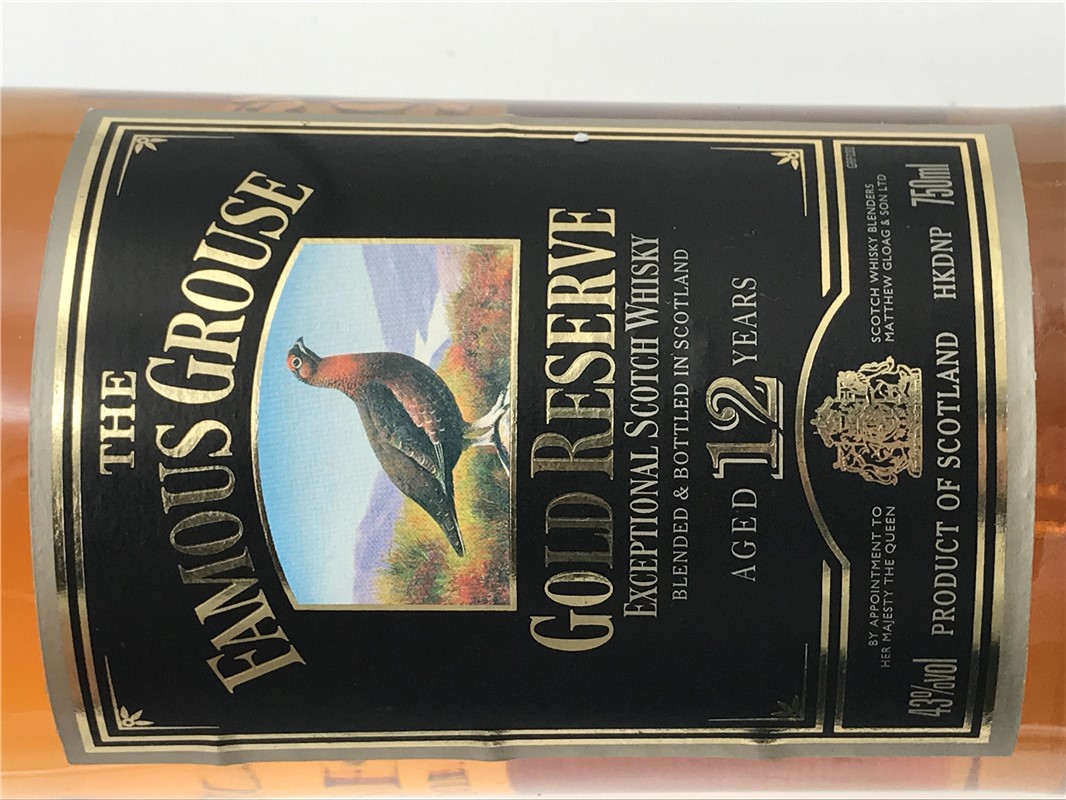 THE
FAMOUS GROUSE
GOLD RESERVE
EXCEPTIONAL SCOTCH WHISKY
BLENDED & BOTTLED IN SCOTLAND
AGED 12 YEARS
BY APPOINTMENT TO
HER MAJESTY THE QUEEN
SCOTCH WHISKY BLENDERS
MATTHEW GLOAG & SON LTD
43%vol PRODUCT OF SCOTLAND HKDNP 750ml